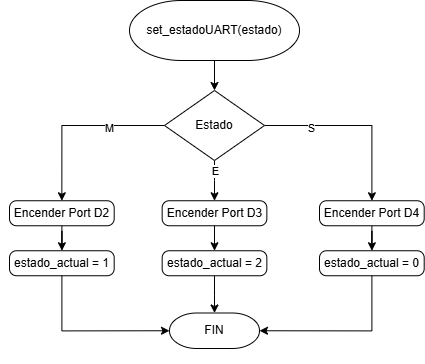 set_estadoUART(estado)
Estado
M
S
E
Encender Port D2
Encender Port D3
Encender Port D4
estado_actual = 1
estado_actual = 2
estado_actual = 0
FIN